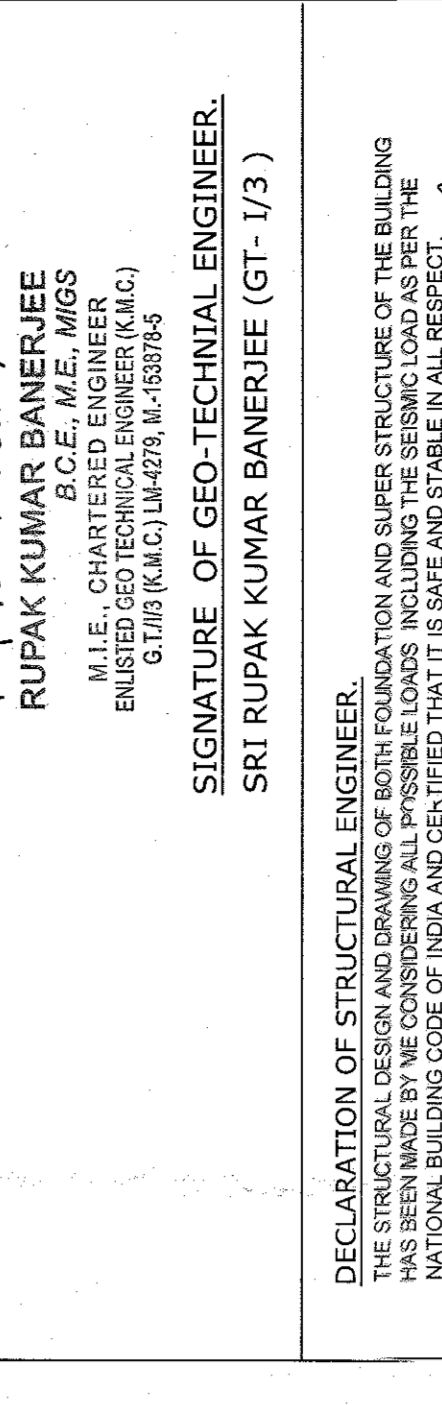 RUPAK KUMAR BANERJEE
B.C.E., M.E., MIGS
M.I.E., CHARTERED ENGINEER
ENLISTED GEO TECHNICAL ENGINEER (K.M.C.)
G.T./I/3 (K.M.C.) LM-4279, M.-153878-5
SIGNATURE OF GEO-TECHNIAL ENGINEER.
SRI RUPAK KUMAR BANERJEE (GT- I/3 )
DECLARATION OF STRUCTURAL ENGINEER.
THE STRUCTURAL DESIGN AND DRAWING OF BOTH FOUNDATION AND SUPER STRUCTURE OF THE BUILDING
HAS BEEN MADE BY ME CONSIDERING ALL POSSIBLE LOADS INCLUDING THE SEISMIC LOAD AS PER THE
NATIONAL BUILDING CODE OF INDIA AND CERTIFIED THAT IT IS SAFE AND STABLE IN ALL RESPECT.